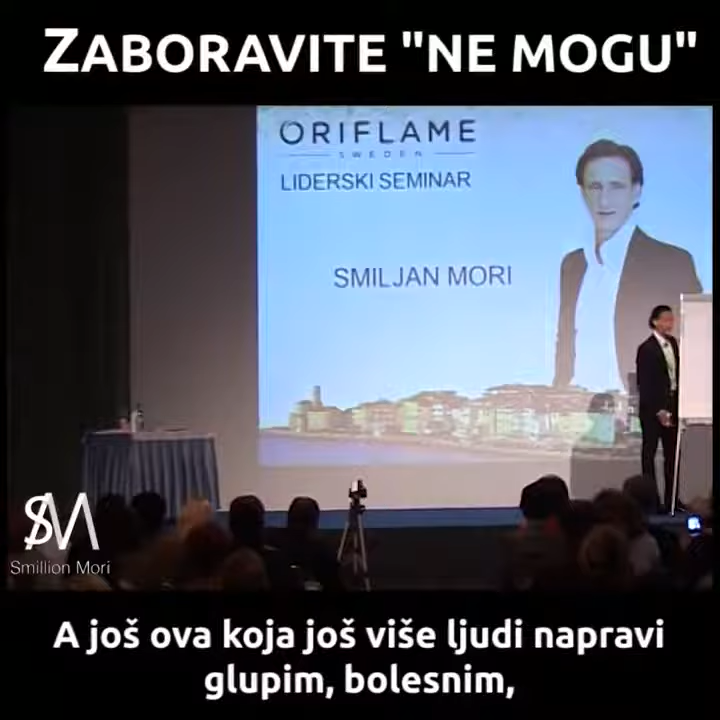 ZABORAVITE "NE MOGU"
ORIFLAME
SWEDEN
LIDERSKI SEMINAR
SMILJAN MORI
SM
Smillion Mori
A još ova koja još više ljudi napravi
glupim, bolesnim,